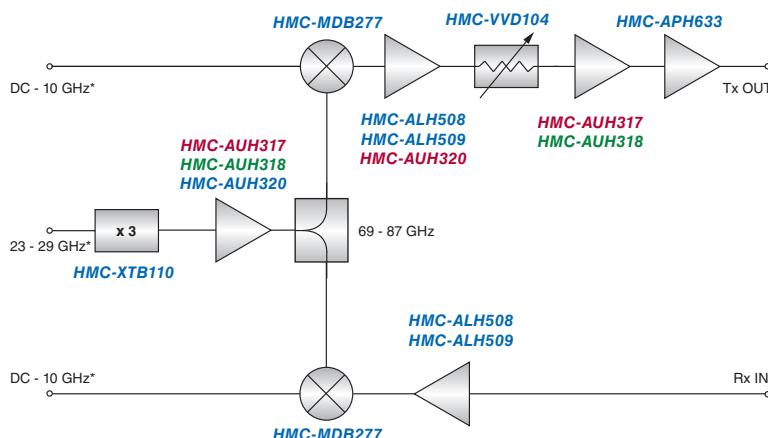 HMC-MDB277
HMC-VVD104
HMC-APH633
DC - 10 GHz*
Tx OUT
HMC-ALH508
HMC-ALH509
HMC-AUH320
HMC-AUH317
HMC-AUH318
HMC-AUH317
HMC-AUH318
HMC-AUH320
x 3
23 - 29 GHz*
69 - 87 GHz
HMC-XTB110
HMC-ALH508
HMC-ALH509
DC - 10 GHz*
Rx IN
HMC-MDB277